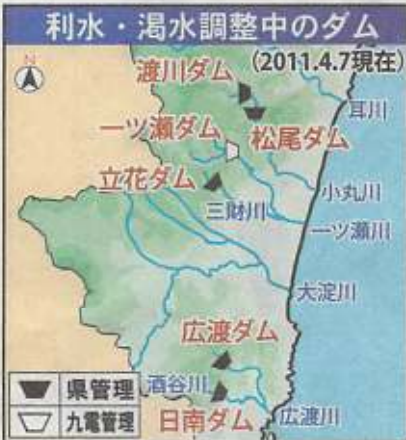 利水・渇水調整中のダム
(2011.4.7現在)
渡川ダム
耳川
一ツ瀬ダム
松尾ダム
立花ダム
小丸川
三財川
一ツ瀬川
大淀川
広渡ダム
酒谷川
日南ダム
広渡川
県管理
九電管理